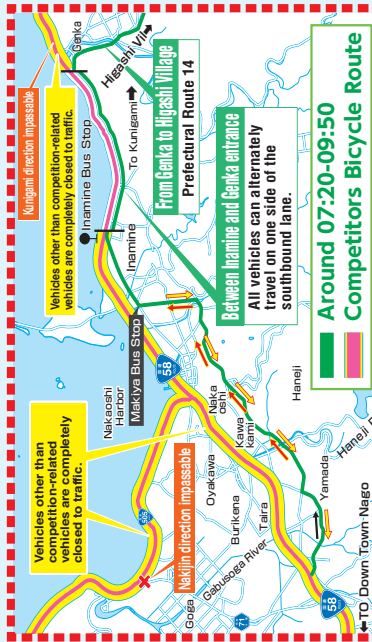 Kunigami direction impassable
Genka
Higashi Vil
Vehicles other than competition-related
vehicles are completely closed to traffic.
Inamine Bus Stop
To Kunigami
From Genka to Higashi Village
Prefectural Route 14
Inamine
Between Inamine and Genka entrance
All vehicles can alternately
travel on one side of the
southbound lane.
Around 07:20-09:50
Competitors Bicycle Route
Vehicles other than
competition-related
vehicles are completely
closed to traffic.
Nakaoshi
Harbor
Makiya Bus Stop
58
505
Nakijin direction impassable
Naka
oshi
Kawa
kami
Oyakawa
Haneji
Burikena
Taira
Yamada
Haneji
Goga
Gabusoga River
71
58
TO Down Town Nago